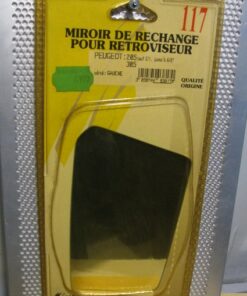 117
MIROIR DE RECHANGE
POUR RETROVISEUR
PEUGEOT: 205
305
GAUCHE
QUALITÉ
ORIGINE